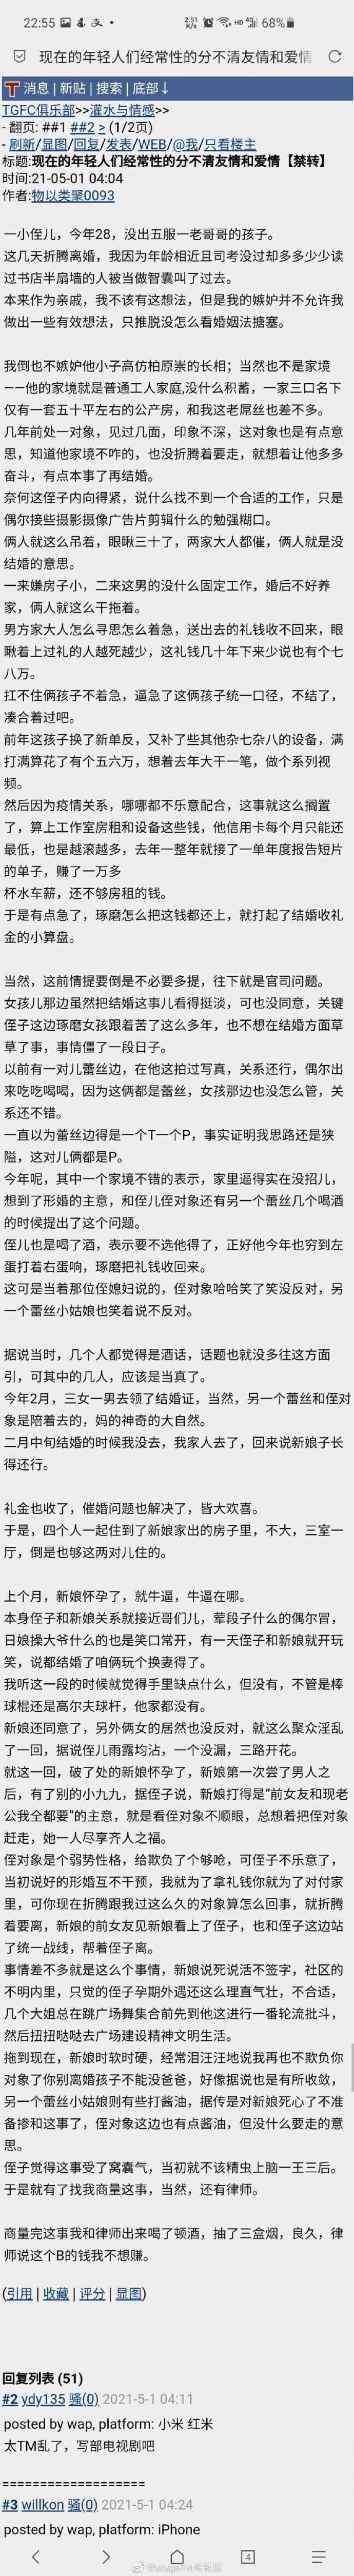 22:55
HD 4G 68%
现在的年轻人们经常性的分不清友情和爱情
T 消息 | 新贴 | 搜索 | 底部↓
TGFC俱乐部>>灌水与情感>>
- 翻页: ##1 ##2 > (1/2页)
- 刷新/显图/回复/发表/WEB/@我/只看楼主
标题:现在的年轻人们经常性的分不清友情和爱情【禁转】
时间:21-05-01 04:04
作者:物以类聚0093
一小侄儿，今年28，没出五服一老哥哥的孩子。
这几天折腾离婚，我因为年龄相近且司考没过却多多少少读
过书店半扇墙的人被当做智囊叫了过去。
本来作为亲戚，我不该有这想法，但是我的嫉妒并不允许我
做出一些有效想法，只推脱没怎么看婚姻法搪塞。
我倒也不嫉妒他小子高仿柏原崇的长相；当然也不是家境
——他的家境就是普通工人家庭,没什么积蓄，一家三口名下
仅有一套五十平左右的公产房，和我这老屌丝也差不多。
几年前处一对象，见过几面，印象不深，这对象也是有点意
思，知道他家境不咋的，也没折腾着要走，就想着让他多多
奋斗，有点本事了再结婚。
奈何这侄子内向得紧，说什么找不到一个合适的工作，只是
偶尔接些摄影摄像广告片剪辑什么的勉强糊口。
俩人就这么吊着，眼瞅三十了，两家大人都催，俩人就是没
结婚的意思。
一来嫌房子小，二来这男的没什么固定工作，婚后不好养
家，俩人就这么干拖着。
男方家大人怎么寻思怎么着急，送出去的礼钱收不回来，眼
瞅着上过礼的人越死越少，这礼钱几十年下来少说也有个七
八万。
扛不住俩孩子不着急，逼急了这俩孩子统一口径，不结了，
凑合着过吧。
前年这孩子换了新单反，又补了些其他杂七杂八的设备，满
打满算花了有个五六万，想着去年大干一笔，做个系列视
频。
然后因为疫情关系，哪哪都不乐意配合，这事就这么搁置
了，算上工作室房租和设备这些钱，他信用卡每个月只能还
最低，也是越滚越多，去年一整年就接了一单年度报告短片
的单子，赚了一万多
杯水车薪，还不够房租的钱。
于是有点急了，琢磨怎么把这钱都还上，就打起了结婚收礼
金的小算盘。
当然，这前情提要倒是不必要多提，往下就是官司问题。
女孩儿那边虽然把结婚这事儿看得挺淡，可也没同意，关键
侄子这边琢磨女孩跟着苦了这么多年，也不想在结婚方面草
草了事，事情僵了一段日子。
以前有一对儿蕾丝边，在他这拍过写真，关系还行，偶尔出
来吃吃喝喝，因为这俩都是蕾丝，女孩那边也没怎么管，关
系还不错。
一直以为蕾丝边得是一个T一个P，事实证明我思路还是狭
隘，这对儿俩都是P。
今年呢，其中一个家境不错的表示，家里逼得实在没招儿，
想到了形婚的主意，和侄儿侄对象还有另一个蕾丝几个喝酒
的时候提出了这个问题。
侄儿也是喝了酒，表示要不选他得了，正好他今年也穷到左
蛋打着右蛋响，琢磨把礼钱收回来。
这可是当着那位侄媳妇说的，侄对象哈哈笑了笑没反对，另
一个蕾丝小姑娘也笑着说不反对。
据说当时，几个人都觉得是酒话，话题也就没多往这方面
引，可其中的几人，应该是当真了。
今年2月，三女一男去领了结婚证，当然，另一个蕾丝和侄对
象是陪着去的，妈的神奇的大自然。
二月中旬结婚的时候我没去，我家人去了，回来说新娘子长
得还行。
礼金也收了，催婚问题也解决了，皆大欢喜。
于是，四个人一起住到了新娘家出的房子里，不大，三室一
厅，倒是也够这两对儿住的。
上个月，新娘怀孕了，就牛逼，牛逼在哪。
本身侄子和新娘关系就接近哥们儿，荤段子什么的偶尔冒，
日娘操大爷什么的也是笑口常开，有一天侄子和新娘就开玩
笑，说都结婚了咱俩玩个换妻得了。
我听这一段的时候就觉得手里缺点什么，但没有，不管是棒
球棍还是高尔夫球杆，他家都没有。
新娘还同意了，另外俩女的居然也没反对，就这么聚众淫乱
了一回，据说侄儿雨露均沾，一个没漏，三路开花。
就这一回，破了处的新娘怀孕了，新娘第一次尝了男人之
后，有了别的小九九，据侄子说，新娘打得是“前女友和现老
公我全都要”的主意，就是看侄对象不顺眼，总想着把侄对象
赶走，她一人尽享齐人之福。
侄对象是个弱势性格，给欺负了个够呛，可侄子不乐意了，
当初说好的形婚互不干预，我就为了拿礼钱你就为了对付家
里，可你现在折腾跟我过这么久的对象算怎么回事，就折腾
着要离，新娘的前女友见新娘看上了侄子，也和侄子这边站
了统一战线，帮着侄子离。
事情差不多就是这么个事情，新娘说死说活不签字，社区的
不明内里，只觉的侄子孕期外遇还这么理直气壮，不合适，
几个大姐总在跳广场舞集合前先到他这进行一番轮流批斗，
然后扭扭哒哒去广场建设精神文明生活。
拖到现在，新娘时软时硬，经常泪汪汪地说我再也不欺负你
对象了你别离婚孩子不能没爸爸，好像据说也是有所收敛，
另一个蕾丝小姑娘则有些打酱油，据传是对新娘死心了不准
备掺和这事了，侄对象这边也有点酱油，但没什么要走的意
思。
侄子觉得这事受了窝囊气，当初就不该精虫上脑一王三后。
于是就有了找我商量这事，当然，还有律师。
商量完这事我和律师出来喝了顿酒，抽了三盒烟，良久，律
师说这个B的钱我不想赚。
(引用 | 收藏 | 评分 | 显图)
回复列表 (51)
#2 ydy135 骚(0) 2021-5-1 04:11
posted by wap, platform: 小米 红米
太TM乱了，写部电视剧吧
===================
#3 willkon 骚(0) 2021-5-1 04:24
posted by wap, platform: iPhone
4